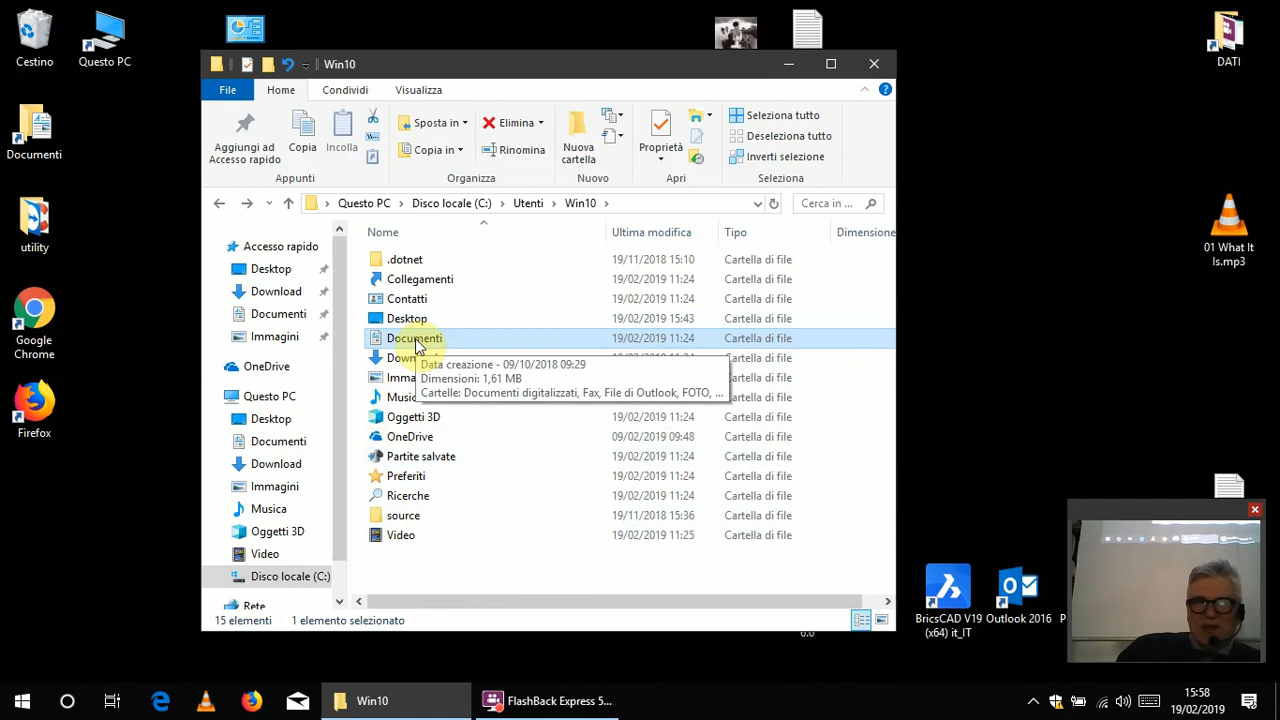 Cestino
Questo PC
DATI
Documenti
utility
01 What It
Is.mp3
Google
Chrome
Firefox
BricsCAD V19
(x64) it_IT
Outlook 2016
P
6.0
Win10
File
Home
Condividi
Visualizza
Aggiungi ad
Accesso rapido
Copia
Incolla
Appunti
Sposta in
Copia in
Elimina
Rinomina
Organizza
Nuova
cartella
Nuovo
Proprietà
Apri
Seleziona tutto
Deseleziona tutto
Inverti selezione
Seleziona
Questo PC > Disco locale (C:) > Utenti > Win10 >
Cerca in ...
Accesso rapido
Desktop
Download
Documenti
Immagini
OneDrive
Questo PC
Desktop
Documenti
Download
Immagini
Musica
Oggetti 3D
Video
Disco locale (C:)
Rete
Nome Ultima modifica Tipo Dimensione
.dotnet 19/11/2018 15:10 Cartella di file
Collegamenti 19/02/2019 11:24 Cartella di file
Contatti 19/02/2019 11:24 Cartella di file
Desktop 19/02/2019 15:43 Cartella di file
Documenti 19/02/2019 11:24 Cartella di file
Cartella di file
Data creazione - 09/10/2018 09:29
Dimensioni: 1,61 MB
Cartelle: Documenti digitalizzati, Fax, File di Outlook, FOTO, ...
Cartella di file
Cartella di file
Oggetti 3D 19/02/2019 11:24 Cartella di file
OneDrive 09/02/2019 09:48 Cartella di file
Partite salvate 19/02/2019 11:24 Cartella di file
Preferiti 19/02/2019 11:24 Cartella di file
Ricerche 19/02/2019 11:24 Cartella di file
source 19/11/2018 15:36 Cartella di file
Video 19/02/2019 11:25 Cartella di file
15 elementi 1 elemento selezionato
Win10
FlashBack Express 5...
15:58
19/02/2019